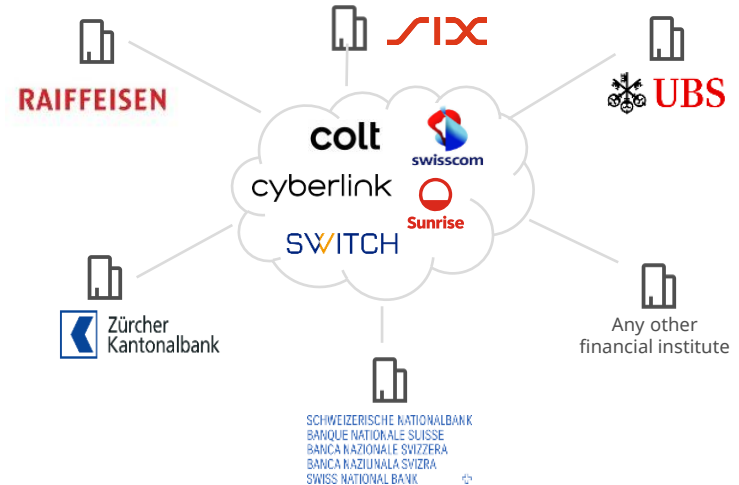 SIX
RAIFFEISEN
UBS
colt
swisscom
cyberlink
Sunrise
SWITCH
Zürcher
Kantonalbank
Any other
financial institute
SCHWEIZERISCHE NATIONALBANK
BANQUE NATIONALE SUISSE
BANCA NAZIONALE SVIZZERA
BANCA NAZIUNALA SVIZRA
SWISS NATIONAL BANK